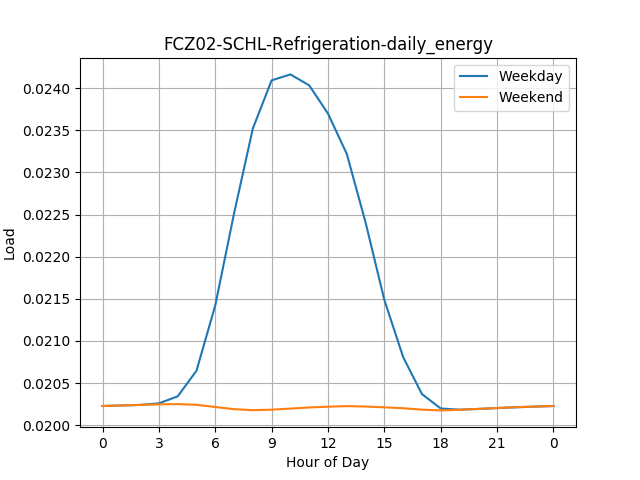 FCZ02-SCHL-Refrigeration-daily_energy
Weekday
Weekend
Load
0.0240
0.0235
0.0230
0.0225
0.0220
0.0215
0.0210
0.0205
0.0200
0 3 6 9 12 15 18 21 0
Hour of Day